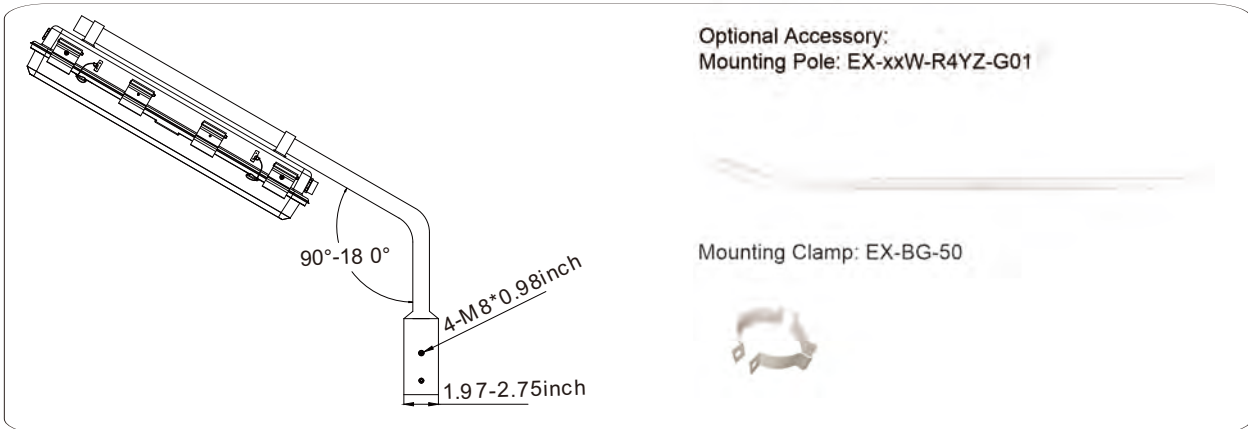 Optional Accessory:
Mounting Pole: EX-xxW-R4YZ-G01
90°-18 0°
4-M8*0.98inch
Mounting Clamp: EX-BG-50
1.97-2.75inch